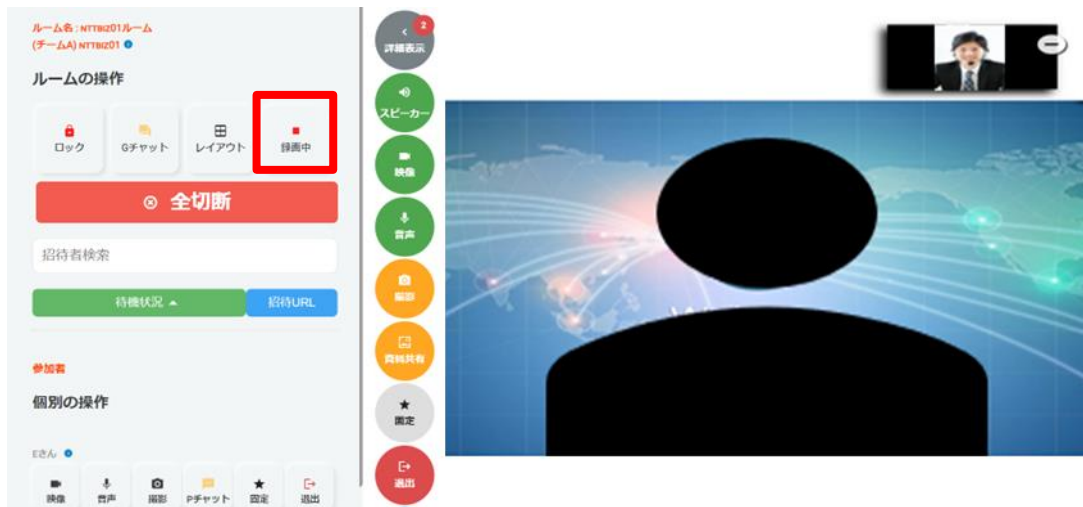 ルーム名 : NTTBIZ01ルーム
(チームA) NTTBIZ01
ルームの操作
ロック
Gチャット
レイアウト
録画中
全切断
招待者検索
待機状況
招待URL
参加者
個別の操作
Eさん
映像
音声
撮影
Pチャット
固定
退出
2
詳細表示
スピーカー
映像
音声
撮影
資料共有
固定
退出